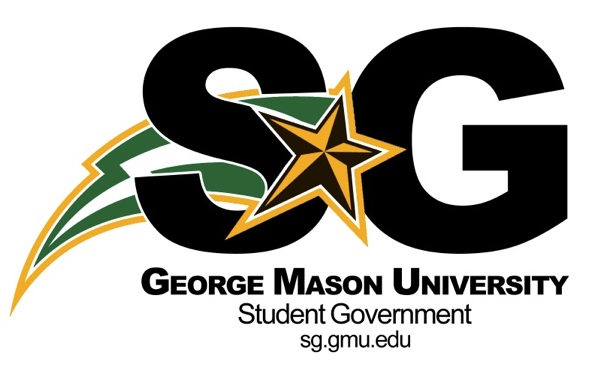 SG
GEORGE MASON UNIVERSITY
Student Government
sg.gmu.edu